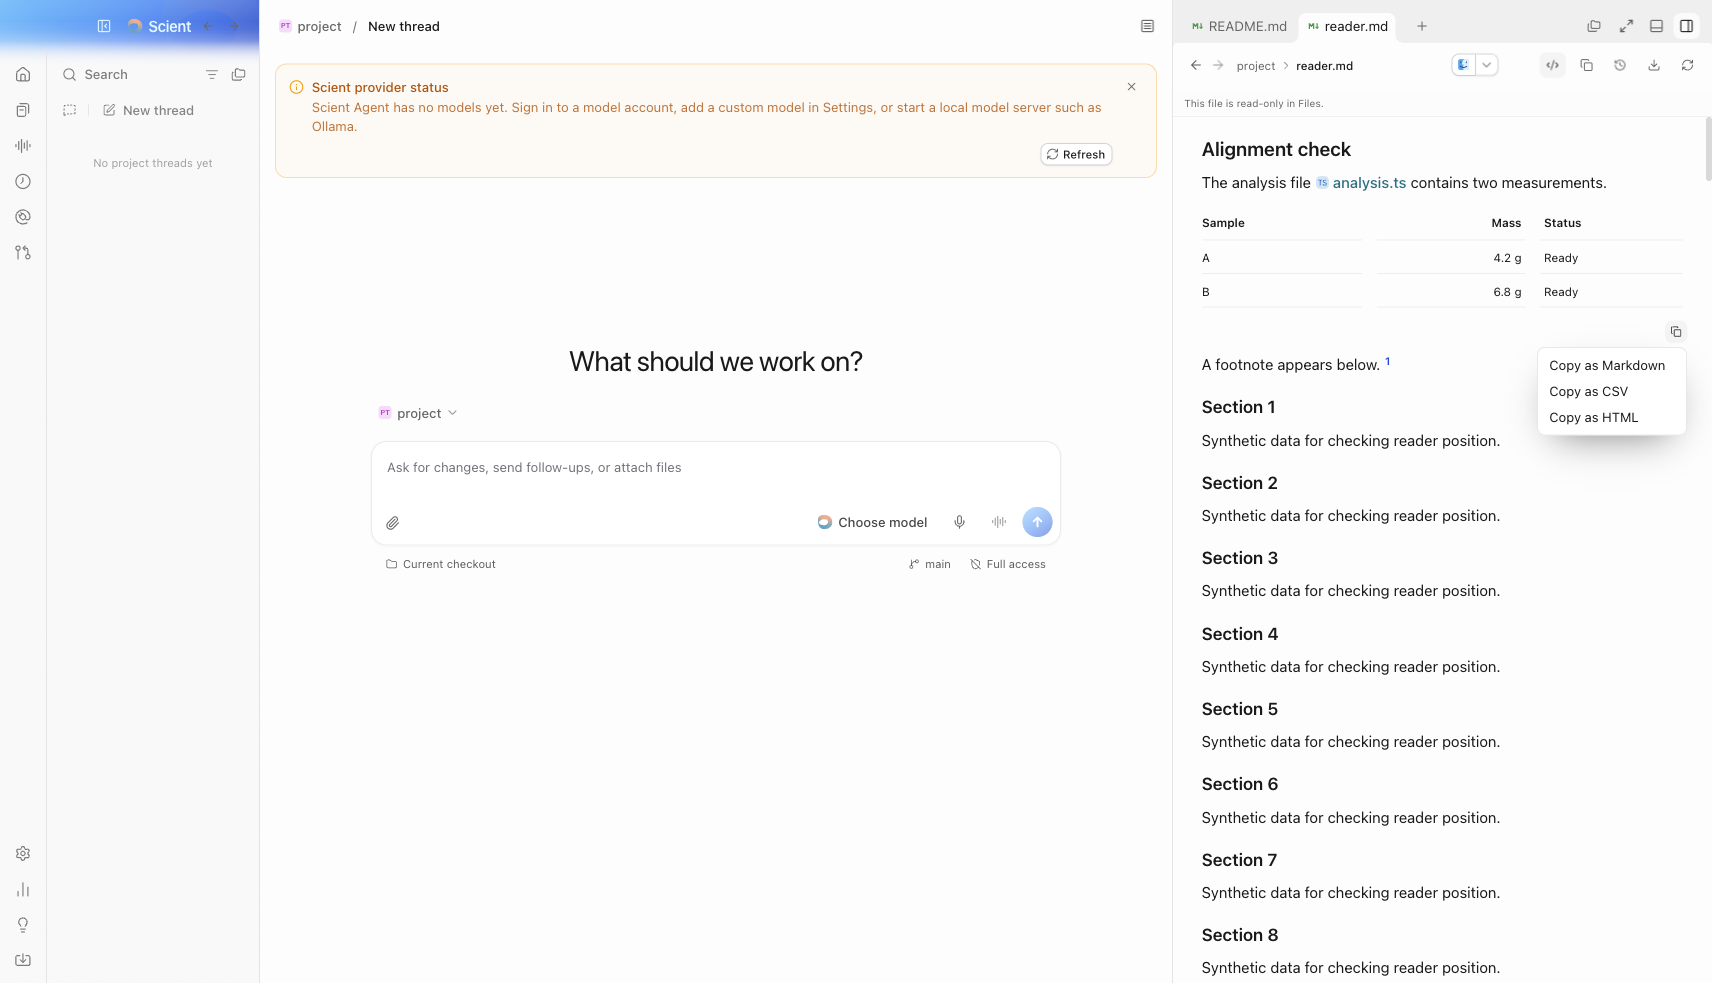 Scient
Search
New thread
No project threads yet
PT project / New thread
Scient provider status
Scient Agent has no models yet. Sign in to a model account, add a custom model in Settings, or start a local model server such as
Ollama.
Refresh
What should we work on?
PT project
Ask for changes, send follow-ups, or attach files
Choose model
Current checkout
main
Full access
M↓ README.md
M↓ reader.md
project > reader.md
This file is read-only in Files.
Alignment check
The analysis file TS analysis.ts contains two measurements.
Sample Mass Status
A 4.2 g Ready
B 6.8 g Ready
A footnote appears below. 1
Copy as Markdown
Copy as CSV
Copy as HTML
Section 1
Synthetic data for checking reader position.
Section 2
Synthetic data for checking reader position.
Section 3
Synthetic data for checking reader position.
Section 4
Synthetic data for checking reader position.
Section 5
Synthetic data for checking reader position.
Section 6
Synthetic data for checking reader position.
Section 7
Synthetic data for checking reader position.
Section 8
Synthetic data for checking reader position.